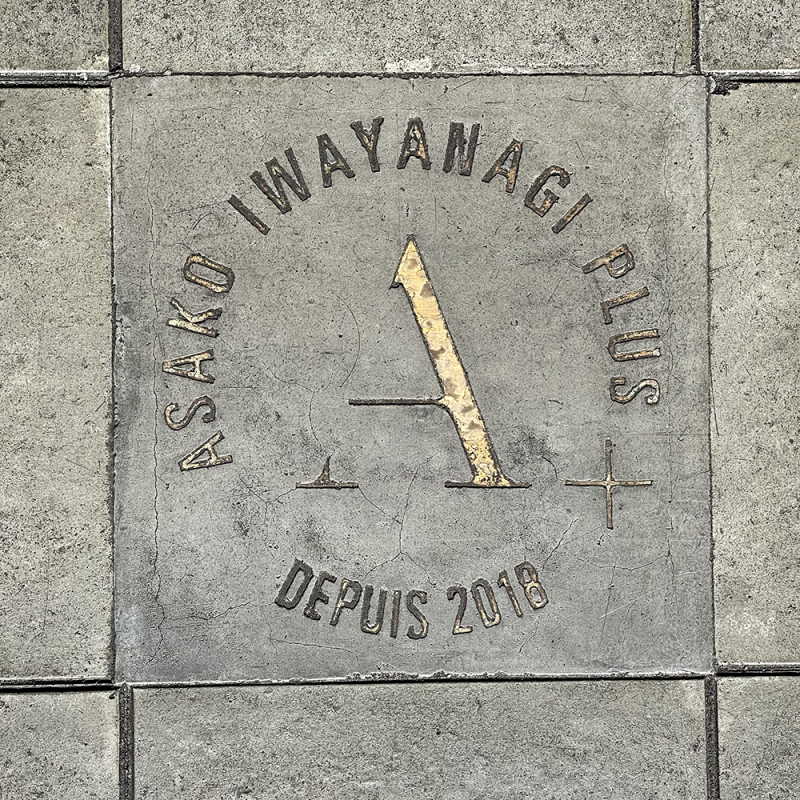 ASAKO IWAYANAGI PLUS
A+
DEPUIS 2018